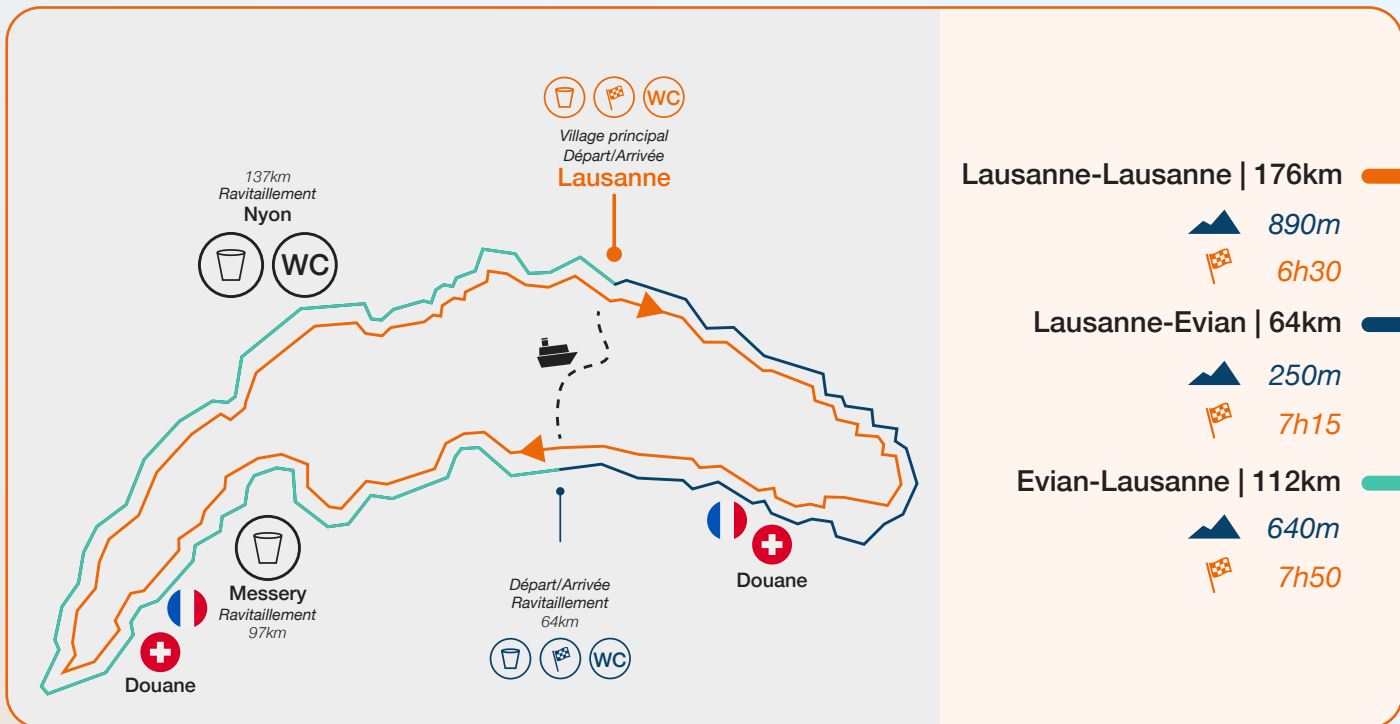 WC
Village principal
Départ/Arrivée
Lausanne
137km
Ravitaillement
Nyon
WC
Messery
Ravitaillement
97km
Douane
Départ/Arrivée
Ravitaillement
64km
WC
Douane
Lausanne-Lausanne | 176km
890m
6h30
Lausanne-Evian | 64km
250m
7h15
Evian-Lausanne | 112km
640m
7h50